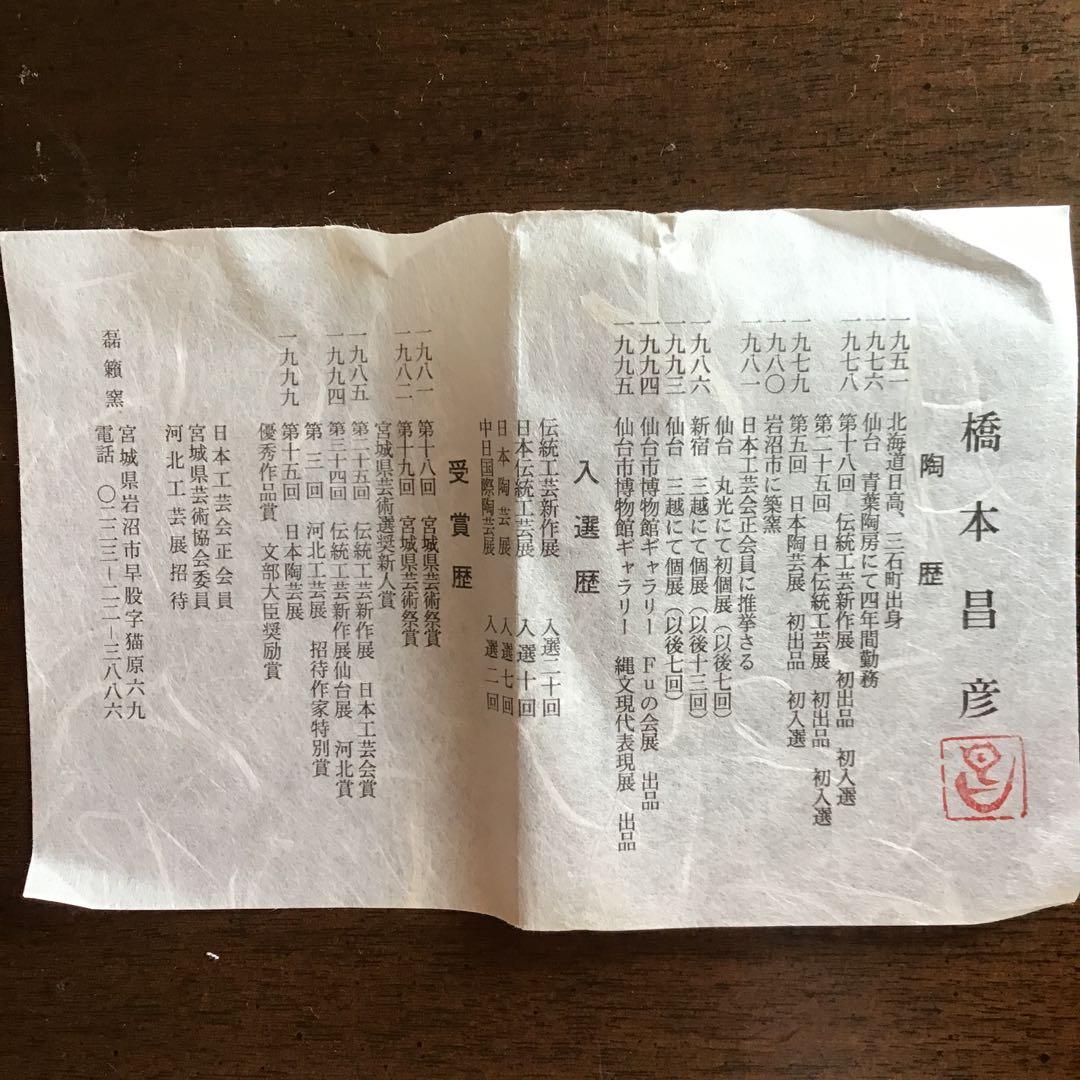 橋本昌彦
陶歴
一九五一 北海道日高、三石町出身
一九七六 仙台 青葉陶房にて四年間勤務
一九七八 第十八回 伝統工芸新作展 初出品 初入選
第二十五回 日本伝統工芸展 初出品 初入選
一九七九 第五回 日本陶芸展 初出品 初入選
一九八〇 岩沼市に築窯
一九八一 日本工芸会正会員に推挙さる
仙台 丸光にて初個展(以後七回)
一九八六 新宿 三越にて個展(以後十三回)
一九九三 仙台 三越にて個展(以後七回)
一九九四 仙台市博物館ギャラリー Fuの会展 出品
一九九五 仙台市博物館ギャラリー 縄文現代表現展 出品
入選歴
伝統工芸新作展 入選二十回
日本伝統工芸展 入選十回
日本陶芸展 入選七回
中日国際陶芸展 入選二回
受賞歴
一九八一 第十八回 宮城県芸術祭賞
一九八二 第十九回 宮城県芸術祭賞
宮城県芸術選奨新人賞
一九八五 第二十五回 伝統工芸新作展 日本工芸会賞
一九九四 第三十四回 伝統工芸新作展仙台展 河北賞
第三回 河北工芸展 招待作家特別賞
一九九九 第十五回 日本陶芸展
優秀作品賞 文部大臣奨励賞
日本工芸会正会員
宮城県芸術協会委員
河北工芸展招待
磊籟窯 宮城県岩沼市早股字猫原六九
電話 〇二二三-二二-三八八六